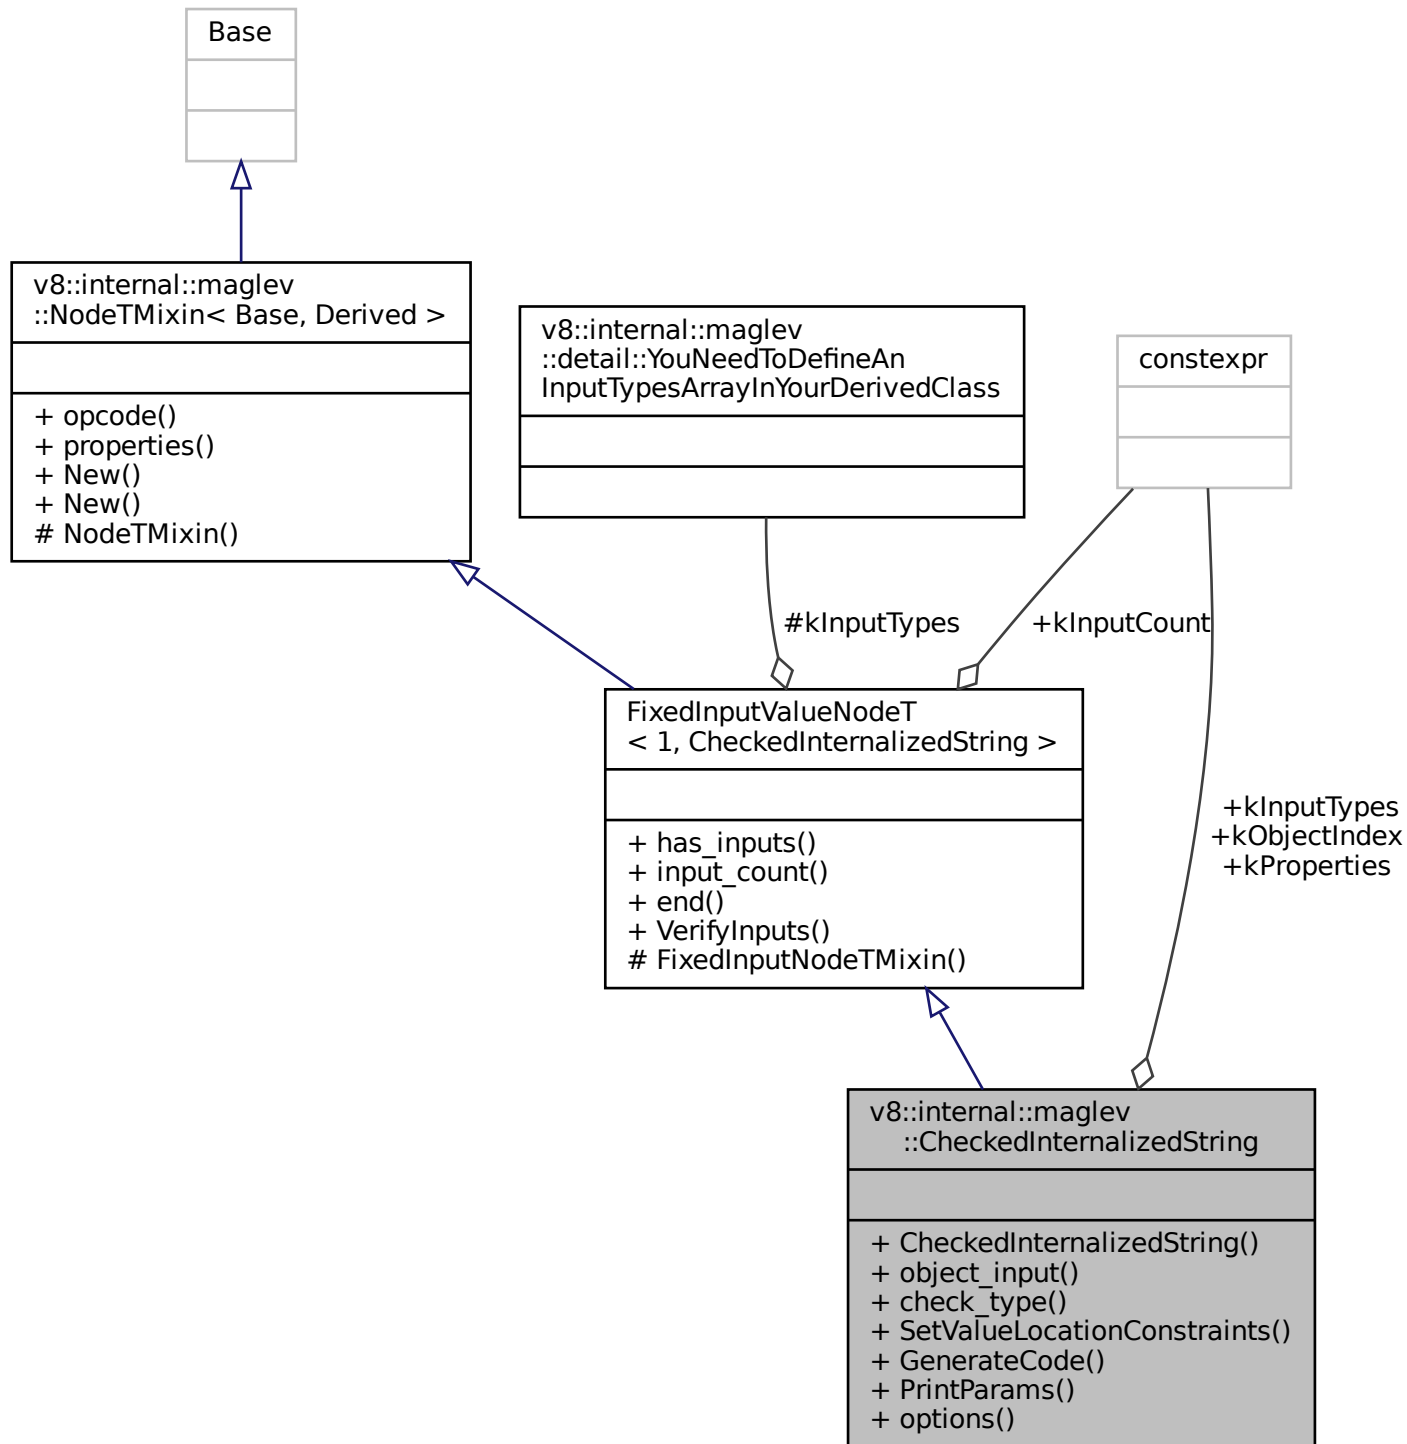 Base
v8::internal::maglev
::NodeTMixin< Base, Derived >
+ opcode()
+ properties()
+ New()
+ New()
# NodeTMixin()
v8::internal::maglev
::detail::YouNeedToDefineAn
InputTypesArrayInYourDerivedClass
constexpr
#kInputTypes
+kInputCount
FixedInputValueNodeT
< 1, CheckedInternalizedString >
+ has_inputs()
+ input_count()
+ end()
+ VerifyInputs()
# FixedInputNodeTMixin()
+kInputTypes
+kObjectIndex
+kProperties
v8::internal::maglev
::CheckedInternalizedString
+ CheckedInternalizedString()
+ object_input()
+ check_type()
+ SetValueLocationConstraints()
+ GenerateCode()
+ PrintParams()
+ options()